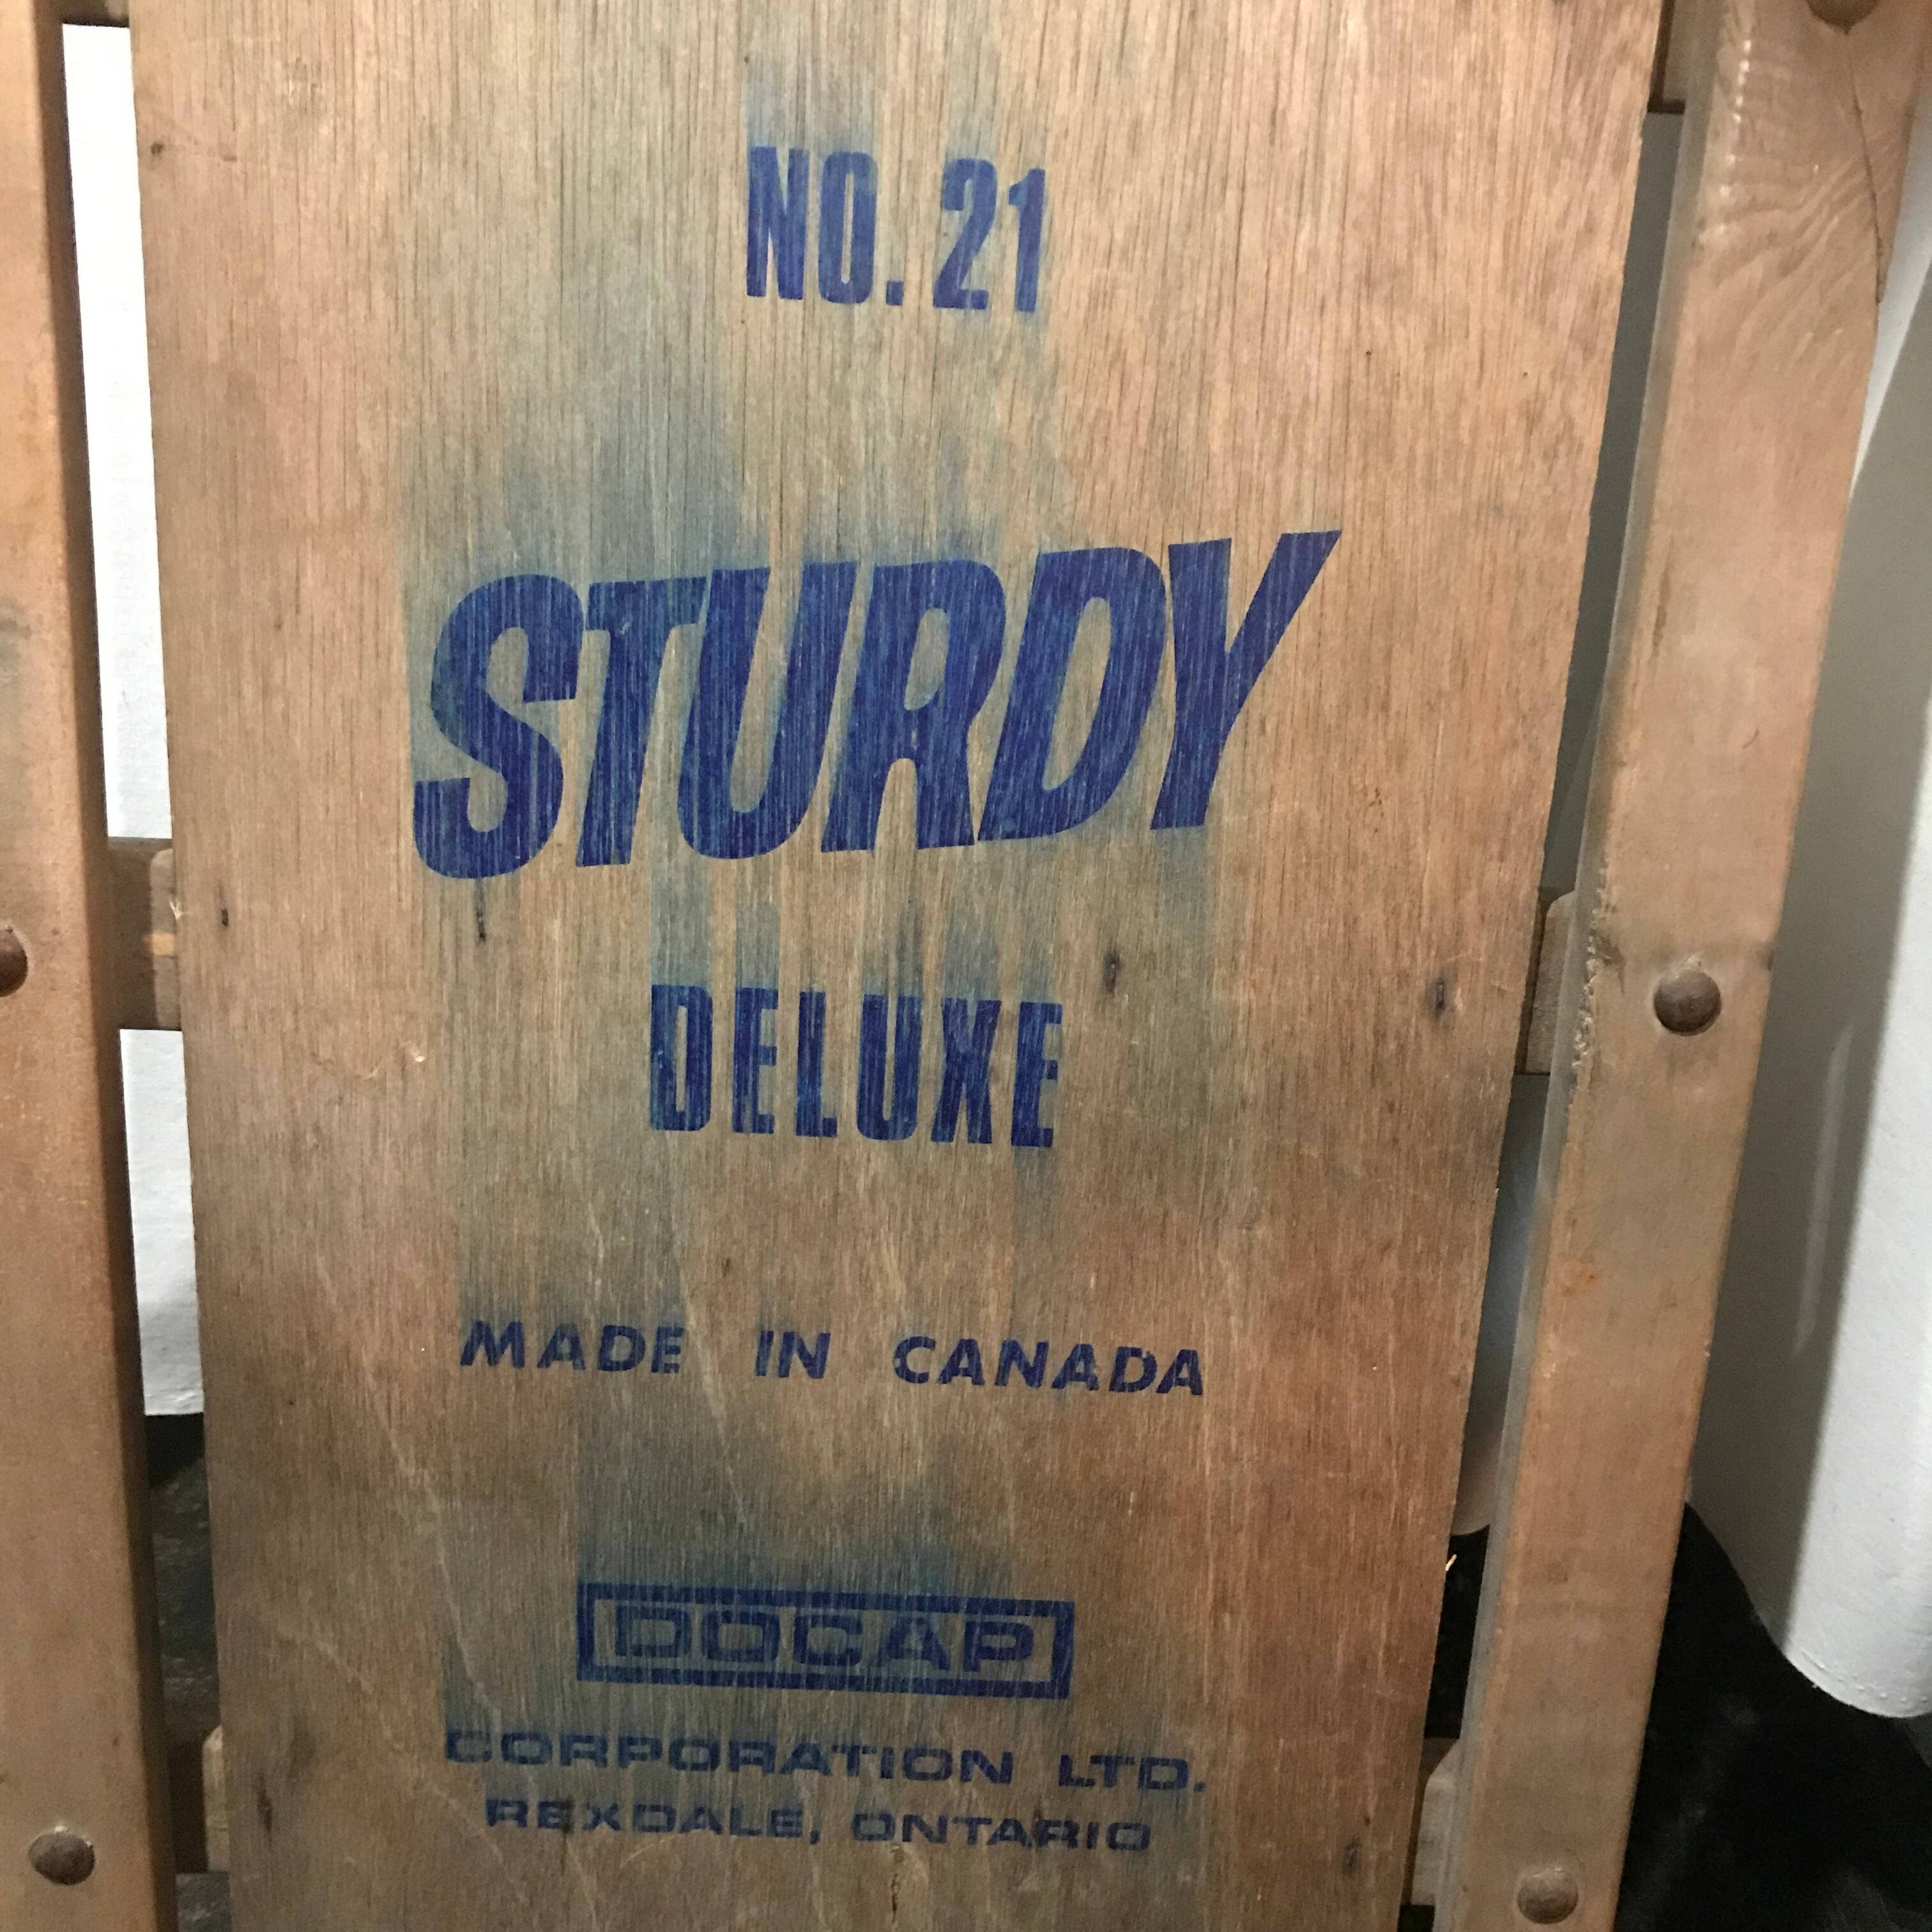 NO. 21
STURDY
DELUXE
MADE IN CANADA
DOCAP
CORPORATION LTD.
REXDALE, ONTARIO